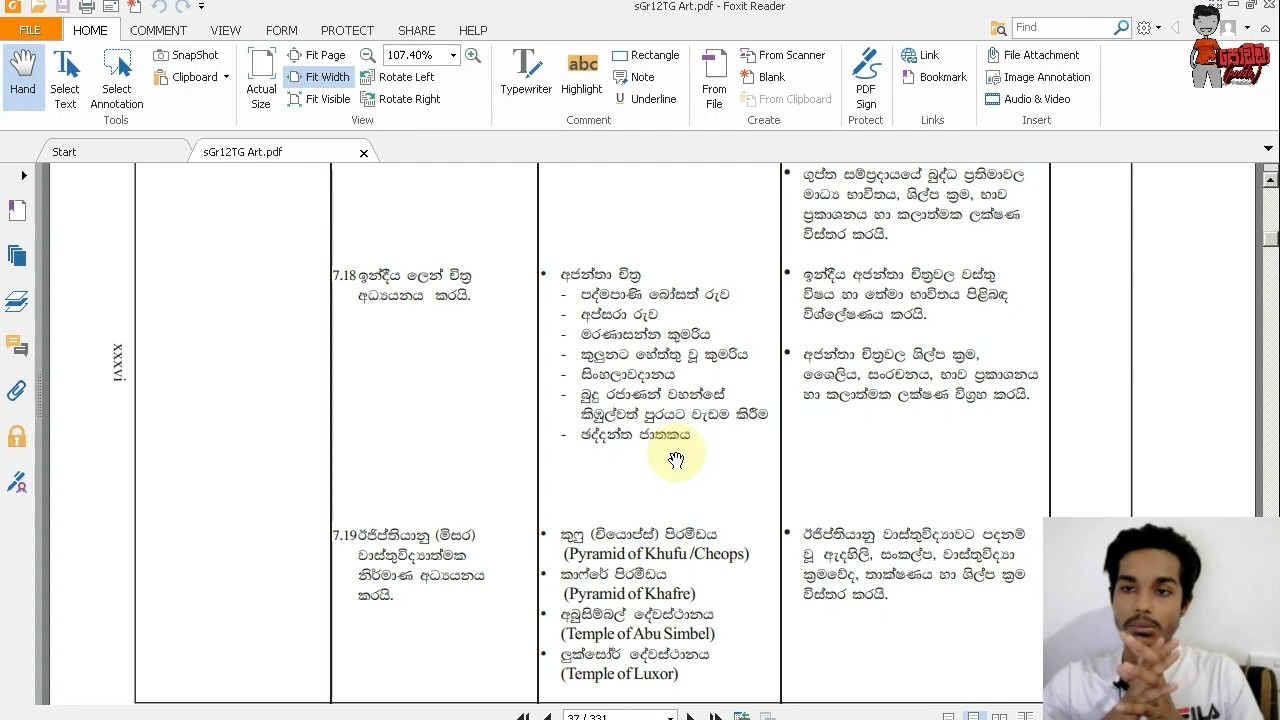 sGr12TG Art.pdf - Foxit Reader
FILE
HOME
COMMENT
VIEW
FORM
PROTECT
SHARE
HELP
Find
Hand
Select
Text
Select
Annotation
SnapShot
Clipboard
Tools
Actual
Size
Fit Page
Fit Width
Fit Visible
107.40%
Rotate Left
Rotate Right
View
Typewriter
abc
Highlight
Rectangle
Note
Underline
Comment
From
File
From Scanner
Blank
From Clipboard
Create
PDF
Sign
Protect
Link
Bookmark
Links
File Attachment
Image Annotation
Audio & Video
Insert
Start
sGr12TG Art.pdf
xxxvi
ගුප්ත සම්ප්‍රදායයේ බුද්ධ ප්‍රතිමාවල
මාධ්‍ය භාවිතය, ශිල්ප ක්‍රම, භාව
ප්‍රකාශනය හා කලාත්මක ලක්ෂණ
විස්තර කරයි.
7.18 ඉන්දීය ලෙන් චිත්‍ර
අධ්‍යයනය කරයි.
• අජන්තා චිත්‍ර
- පද්මපාණි බෝසත් රුව
- අප්සරා රුව
- මරණාසන්න කුමරිය
- කුලුනට හේත්තු වූ කුමරිය
- සිංහලාවදානය
- බුදු රජාණන් වහන්සේ
කිඹුල්වත් පුරයට වැඩම කිරීම
- ඡද්දන්ත ජාතකය
• ඉන්දීය අජන්තා චිත්‍රවල වස්තු
විෂය හා තේමා භාවිතය පිළිබඳ
විශ්ලේෂණය කරයි.
• අජන්තා චිත්‍රවල ශිල්ප ක්‍රම,
ශෛලිය, සංරචනය, භාව ප්‍රකාශනය
හා කලාත්මක ලක්ෂණ විග්‍රහ කරයි.
7.19 ඊජිප්තියානු (මිසර)
වාස්තුවිද්‍යාත්මක
නිර්මාණ අධ්‍යයනය
කරයි.
• කුෆු (චියොප්ස්) පිරමීඩය
(Pyramid of Khufu /Cheops)
• කාෆ්රේ පිරමීඩය
(Pyramid of Khafre)
• අබුසිම්බල් දේවස්ථානය
(Temple of Abu Simbel)
• ලුක්සෝර් දේවස්ථානය
(Temple of Luxor)
• ඊජිප්තියානු වාස්තුවිද්‍යාවට පදනම්
වූ ඇදහිලි, සංකල්ප, වාස්තුවිද්‍යා
ක්‍රමවේද, තාක්ෂණය හා ශිල්ප ක්‍රම
විස්තර කරයි.
37 / 331
FILA